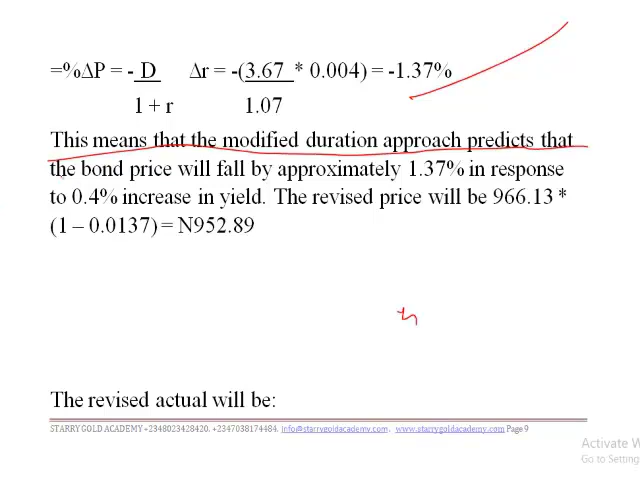 =%∆P = - D ∆r = -(3.67 * 0.004) = -1.37%
1 + r 1.07
This means that the modified duration approach predicts that
the bond price will fall by approximately 1.37% in response
to 0.4% increase in yield. The revised price will be 966.13 *
(1 – 0.0137) = N952.89
The revised actual will be:
STARRY GOLD ACADEMY +2348023428420, +2347038174484, info@starrygoldacademy.com, www.starrygoldacademy.com Page 9
Activate W
Go to Setting